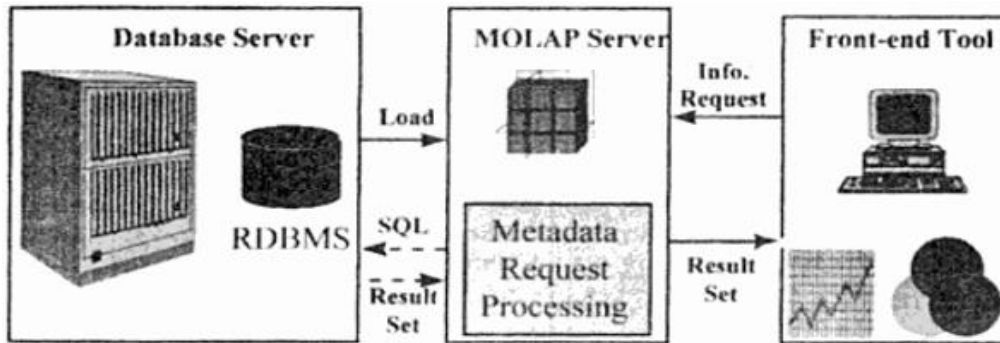 Database Server
RDBMS
Load
SQL
Result
Set
MOLAP Server
Metadata
Request
Processing
Info.
Request
Result
Set
Front-end Tool